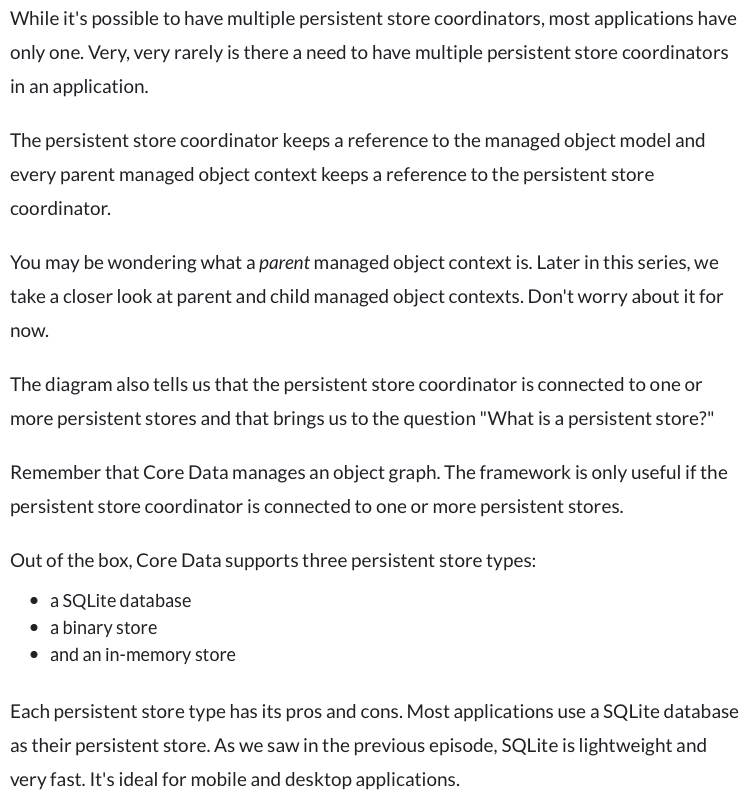 While it's possible to have multiple persistent store coordinators, most applications have
only one. Very, very rarely is there a need to have multiple persistent store coordinators
in an application.
The persistent store coordinator keeps a reference to the managed object model and
every parent managed object context keeps a reference to the persistent store
coordinator.
You may be wondering what a parent managed object context is. Later in this series, we
take a closer look at parent and child managed object contexts. Don't worry about it for
now.
The diagram also tells us that the persistent store coordinator is connected to one or
more persistent stores and that brings us to the question "What is a persistent store?"
Remember that Core Data manages an object graph. The framework is only useful if the
persistent store coordinator is connected to one or more persistent stores.
Out of the box, Core Data supports three persistent store types:
• a SQLite database
• a binary store
• and an in-memory store
Each persistent store type has its pros and cons. Most applications use a SQLite database
as their persistent store. As we saw in the previous episode, SQLite is lightweight and
very fast. It's ideal for mobile and desktop applications.